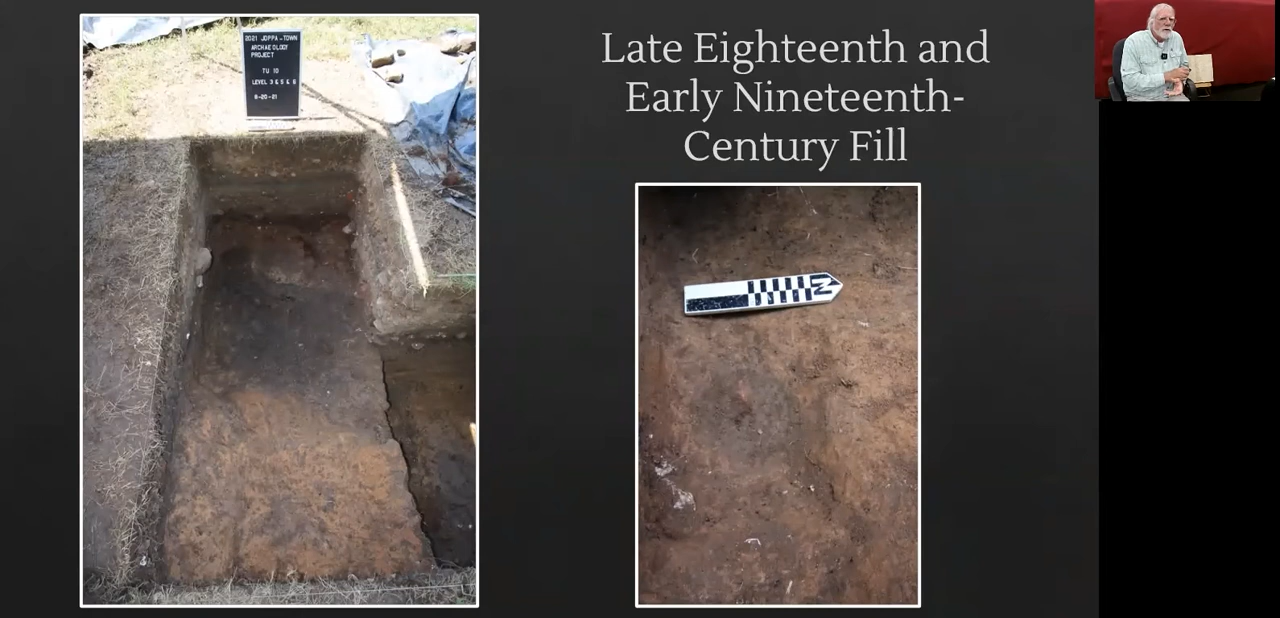 2021 JOPPA-TOWN
ARCHAEOLOGY
PROJECT
TU 10
LEVEL 3 & 5 & 6
8-20-21
Late Eighteenth and
Early Nineteenth-
Century Fill
N